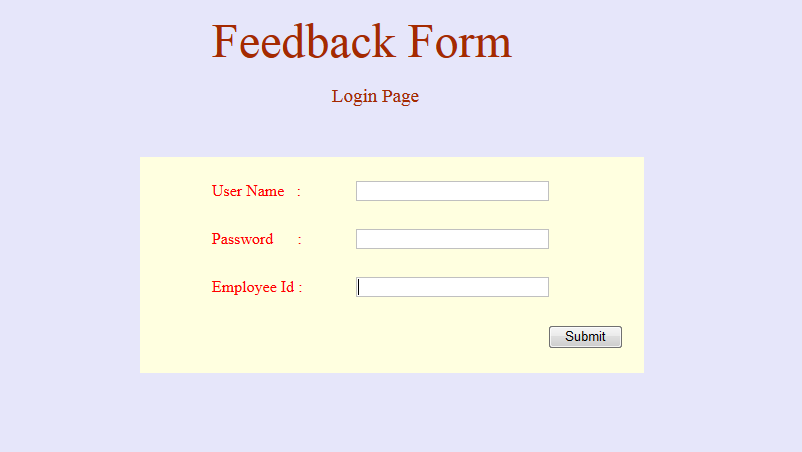 Feedback Form
Login Page
User Name :
Password :
Employee Id :
Submit